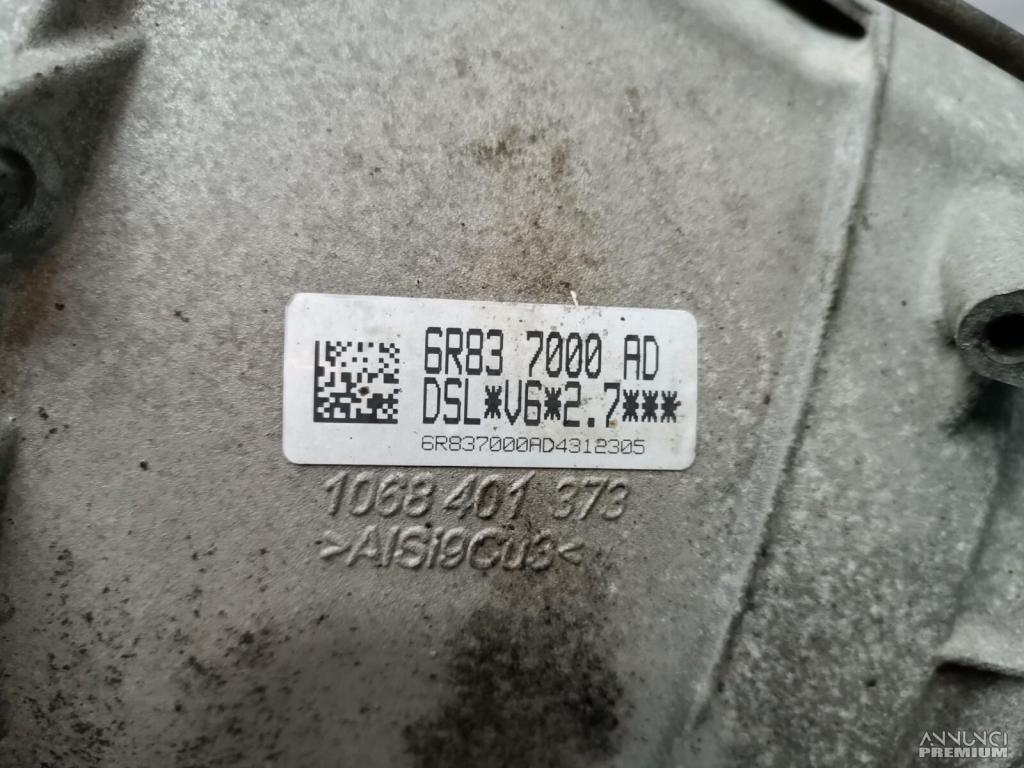 6R83 7000 AD
DSL*V6*2.7***
6R837000AD4312305
1068 401 373
>AlSi9Cu3<
ANNUNCI
PREMIUM